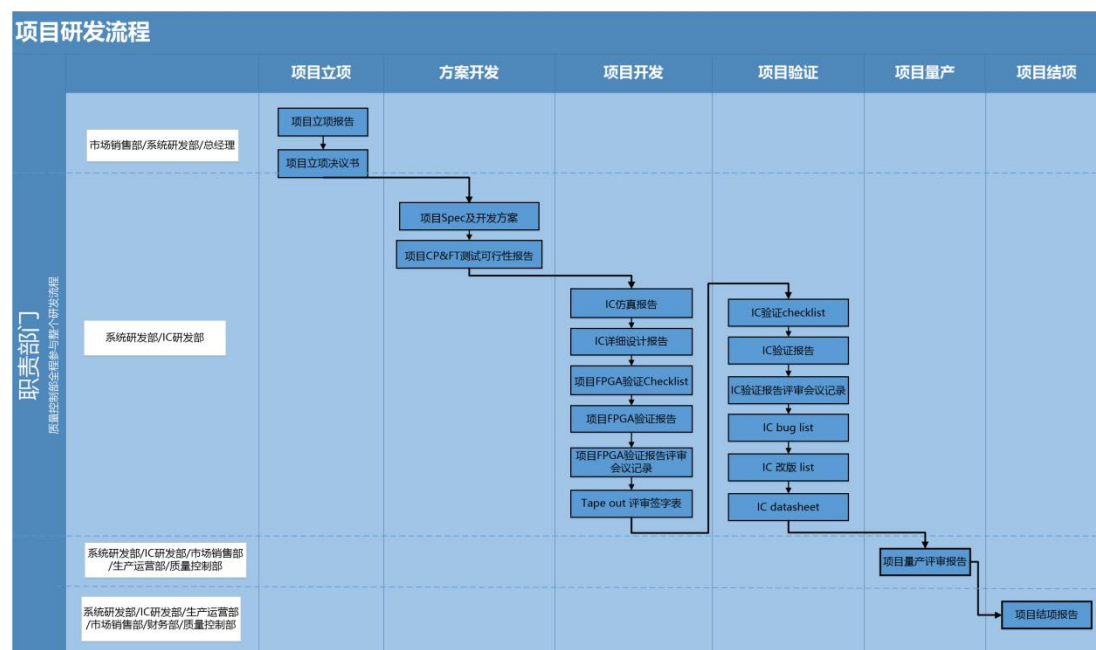 项目研发流程
项目立项
方案开发
项目开发
项目验证
项目量产
项目结项
职责部门
质量控制部全程参与整个研发流程
市场销售部/系统研发部/总经理
项目立项报告
项目立项决议书
系统研发部/IC研发部
项目Spec及开发方案
项目CP&FT测试可行性报告
IC仿真报告
IC详细设计报告
项目FPGA验证Checklist
项目FPGA验证报告
项目FPGA验证报告评审
会议记录
Tape out 评审签字表
IC验证checklist
IC验证报告
IC验证报告评审会议记录
IC bug list
IC 改版 list
IC datasheet
系统研发部/IC研发部/市场销售部
/生产运营部/质量控制部
项目量产评审报告
系统研发部/IC研发部/生产运营部
/市场销售部/财务部/质量控制部
项目结项报告